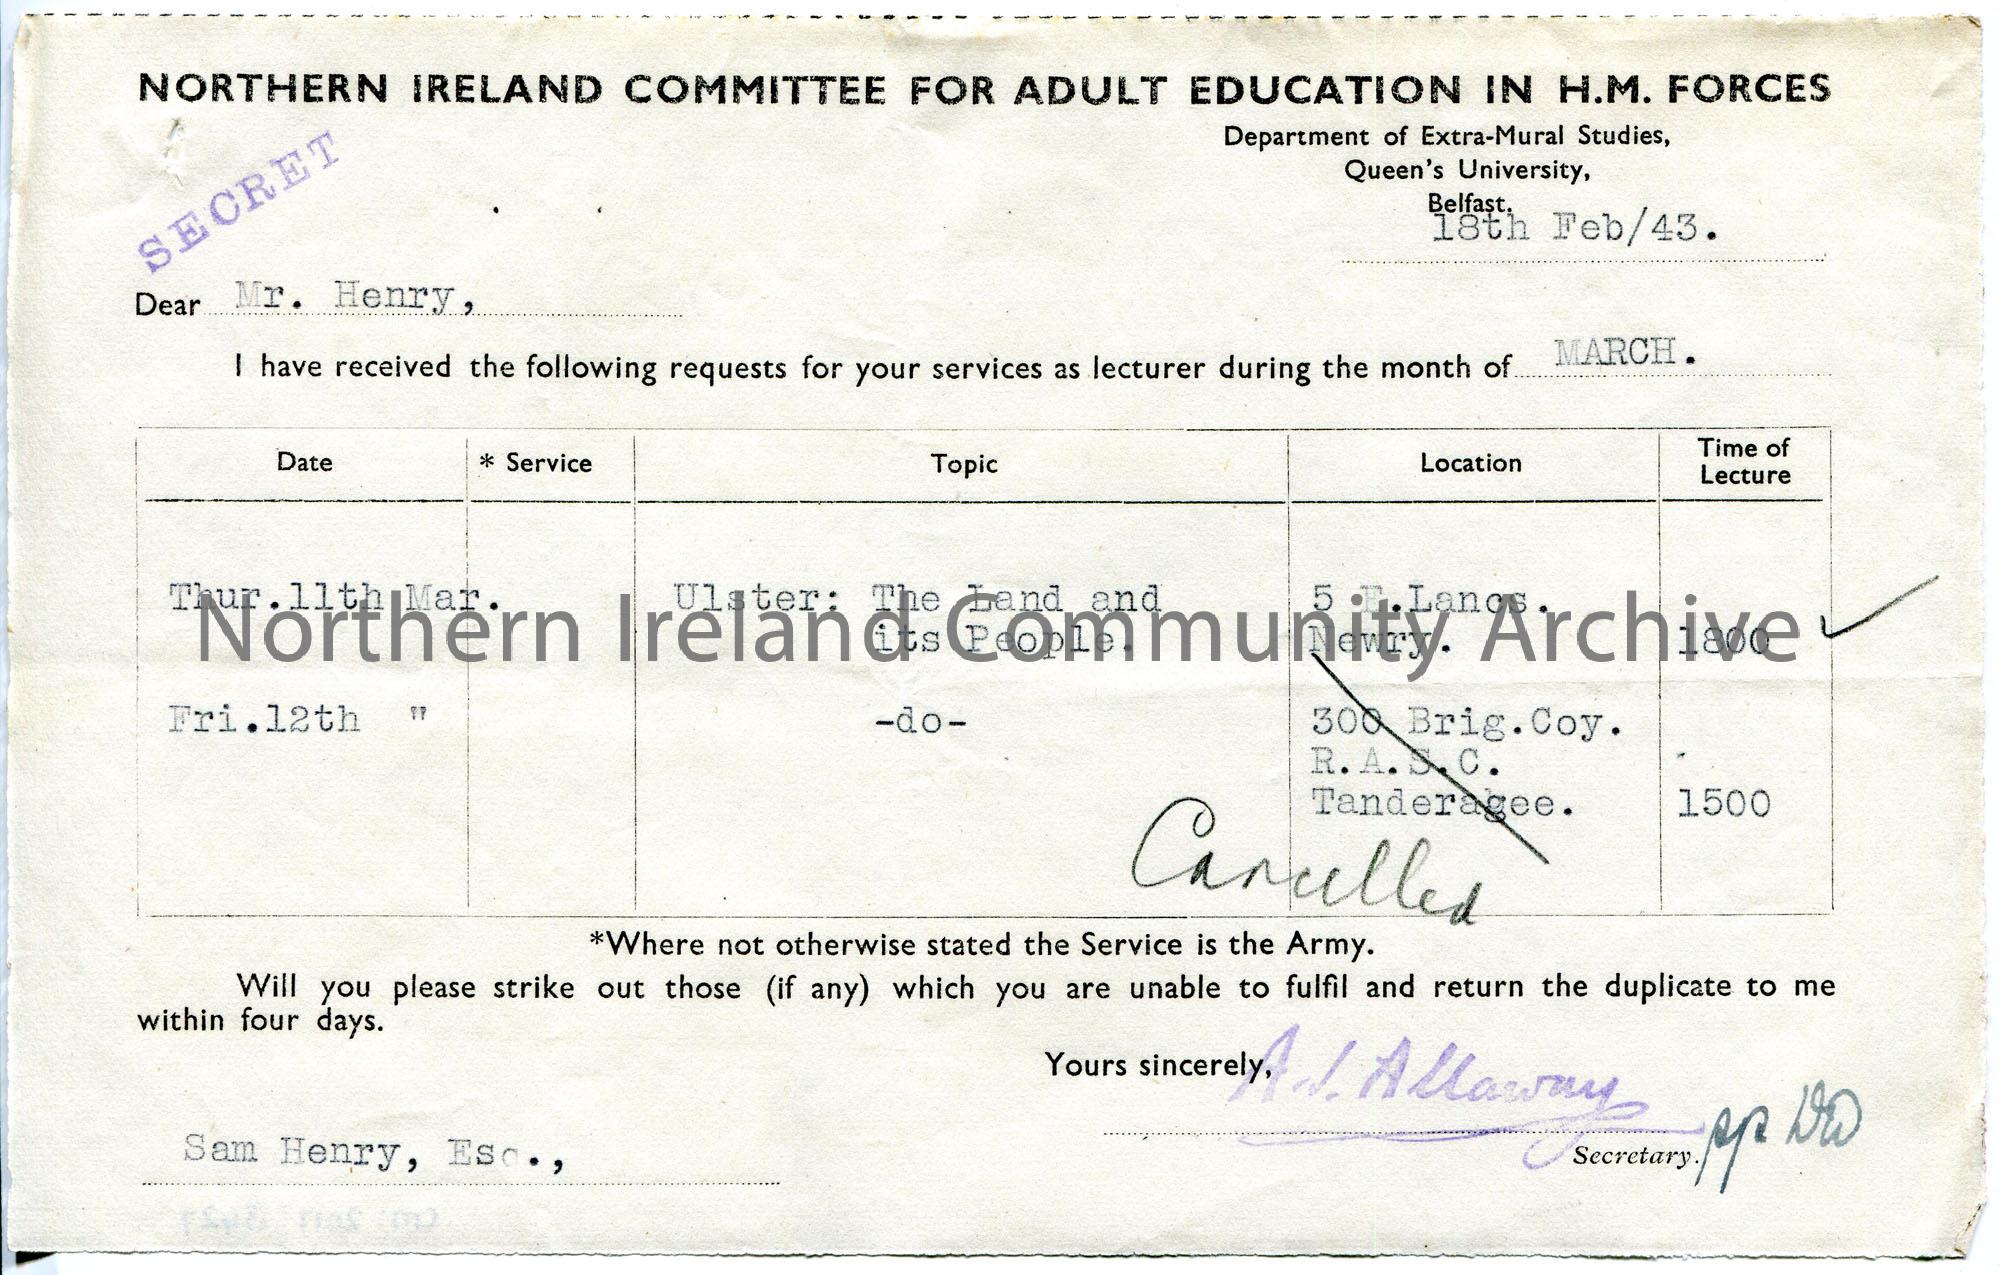 NORTHERN IRELAND COMMITTEE FOR ADULT EDUCATION IN H.M. FORCES
Department of Extra-Mural Studies,
Queen's University,
Belfast.
18th Feb/43.
SECRET
Dear Mr. Henry,
I have received the following requests for your services as lecturer during the month of MARCH.
Date * Service Topic Location Time of Lecture
Thur.11th Mar. Ulster: The Land and 5 E.Lancs.
its People. Newry. 1800
Northern Ireland Community Archive
Fri.12th " -do- 300 Brig.Coy.
R.A.S.C.
Tanderagee. 1500
Cancelled
*Where not otherwise stated the Service is the Army.
Will you please strike out those (if any) which you are unable to fulfil and return the duplicate to me
within four days.
Yours sincerely,
A. J. Allaway
Secretary. pp
Sam Henry, Esq.,